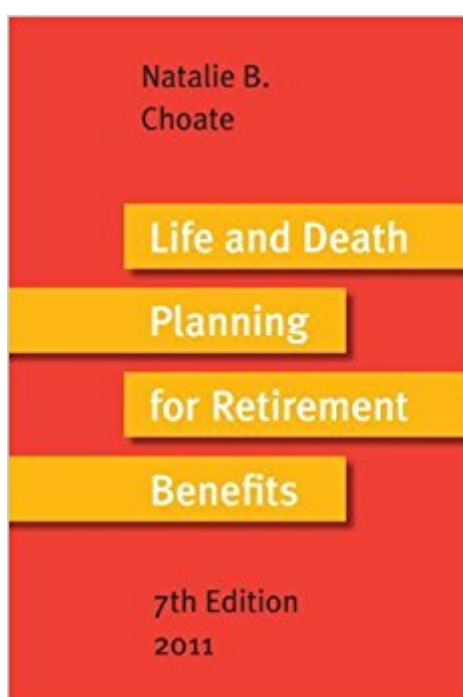 Natalie B.
Choate
Life and Death
Planning
for Retirement
Benefits
7th Edition
2011